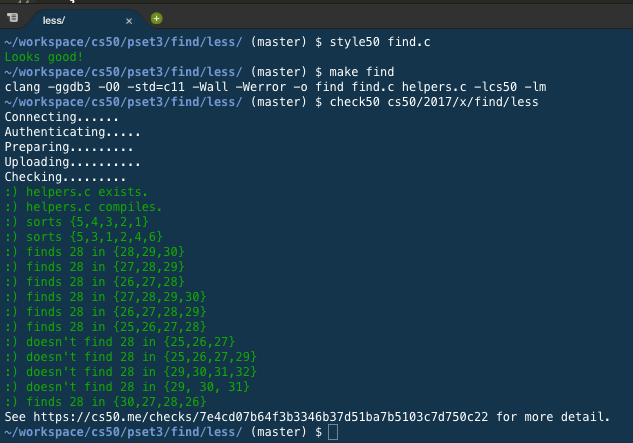 less/
~/workspace/cs50/pset3/find/less/ (master) $ style50 find.c
Looks good!
~/workspace/cs50/pset3/find/less/ (master) $ make find
clang -ggdb3 -O0 -std=c11 -Wall -Werror -o find find.c helpers.c -lcs50 -lm
~/workspace/cs50/pset3/find/less/ (master) $ check50 cs50/2017/x/find/less
Connecting......
Authenticating.....
Preparing.........
Uploading..........
Checking.........
:) helpers.c exists.
:) helpers.c compiles.
:) sorts {5,4,3,2,1}
:) sorts {5,3,1,2,4,6}
:) finds 28 in {28,29,30}
:) finds 28 in {27,28,29}
:) finds 28 in {26,27,28}
:) finds 28 in {27,28,29,30}
:) finds 28 in {26,27,28,29}
:) finds 28 in {25,26,27,28}
:) doesn't find 28 in {25,26,27}
:) doesn't find 28 in {25,26,27,29}
:) doesn't find 28 in {29,30,31,32}
:) doesn't find 28 in {29, 30, 31}
:) finds 28 in {30,27,28,26}
See https://cs50.me/checks/7e4cd07b64f3b3346b37d51ba7b5103c7d750c22 for more detail.
~/workspace/cs50/pset3/find/less/ (master) $